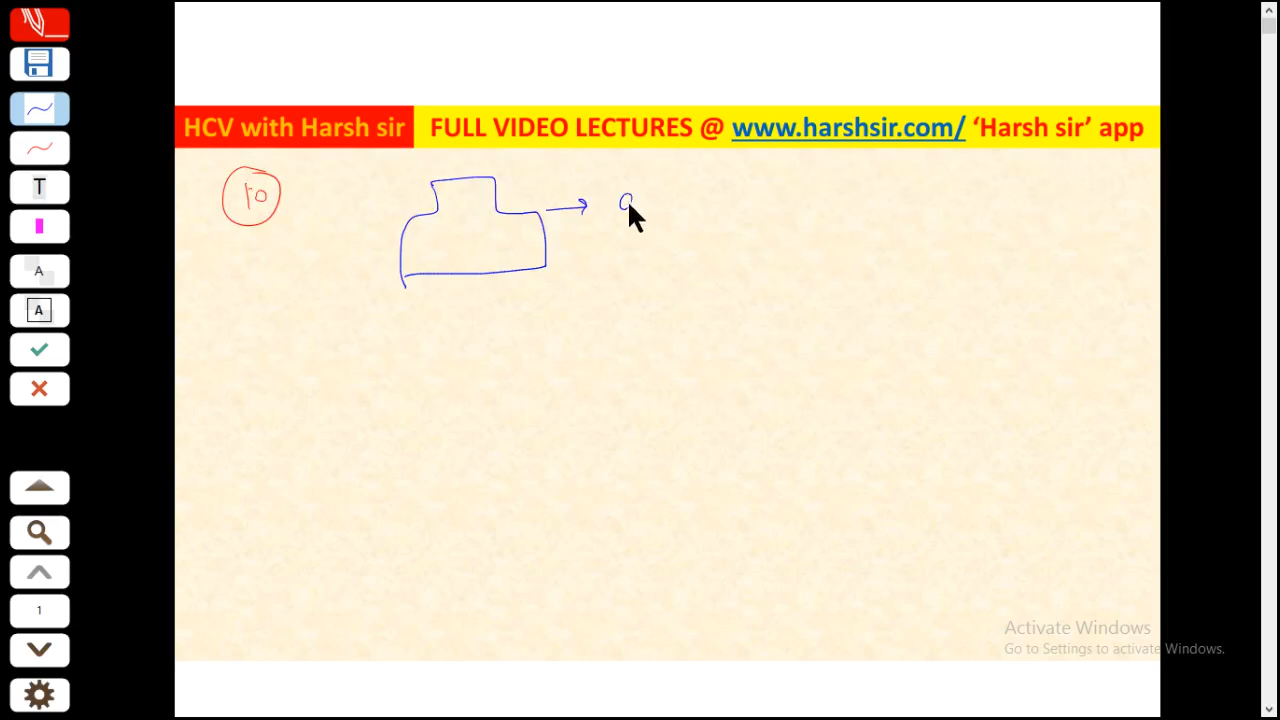 HCV with Harsh sir FULL VIDEO LECTURES @ www.harshsir.com/ ‘Harsh sir’ app
10
T
A
A
1
Activate Windows
Go to Settings to activate Windows.